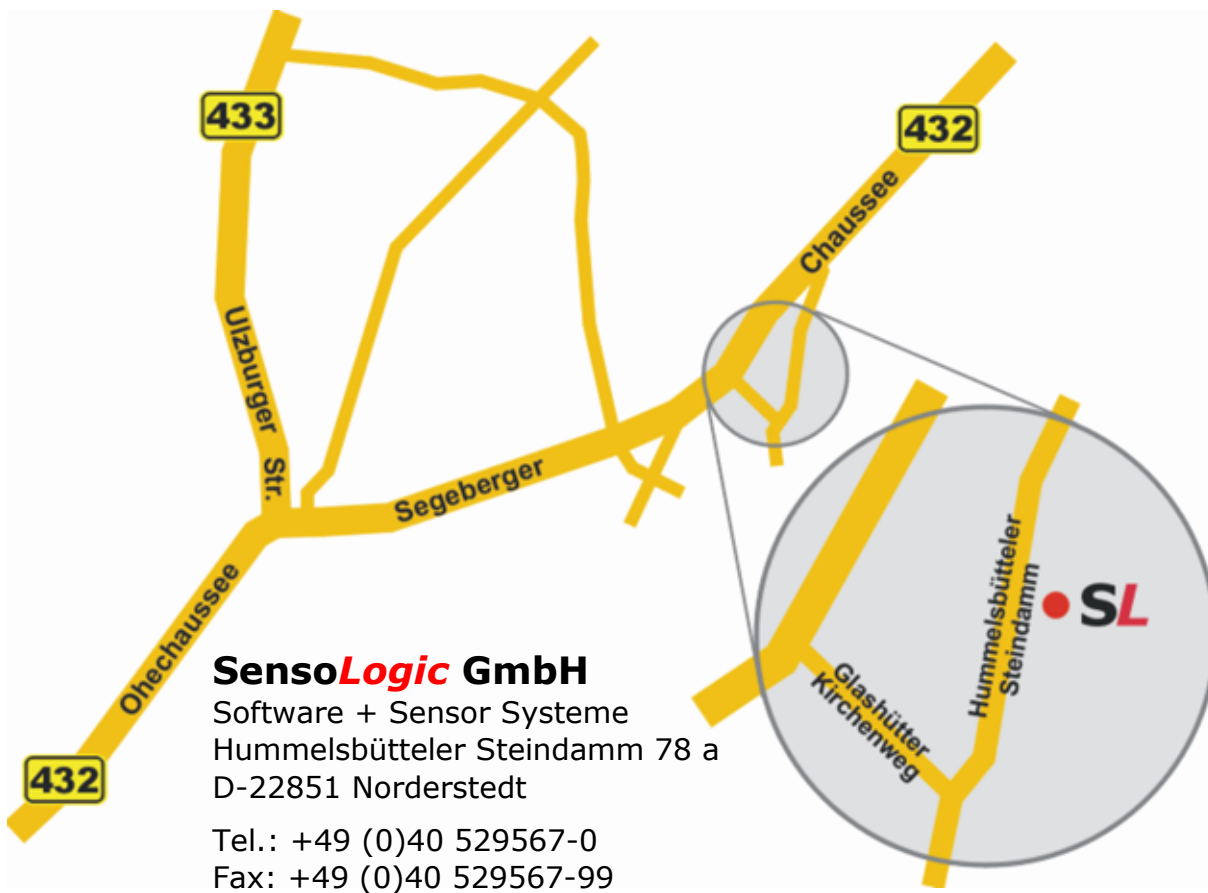 433
432
Chaussee
Ulzburger Str.
Segeberger
Ohechaussee
432
Hummelsbütteler
Steindamm
SL
Glashütter
Kirchenweg
SensoLogic GmbH
Software + Sensor Systeme
Hummelsbütteler Steindamm 78 a
D-22851 Norderstedt
Tel.: +49 (0)40 529567-0
Fax: +49 (0)40 529567-99